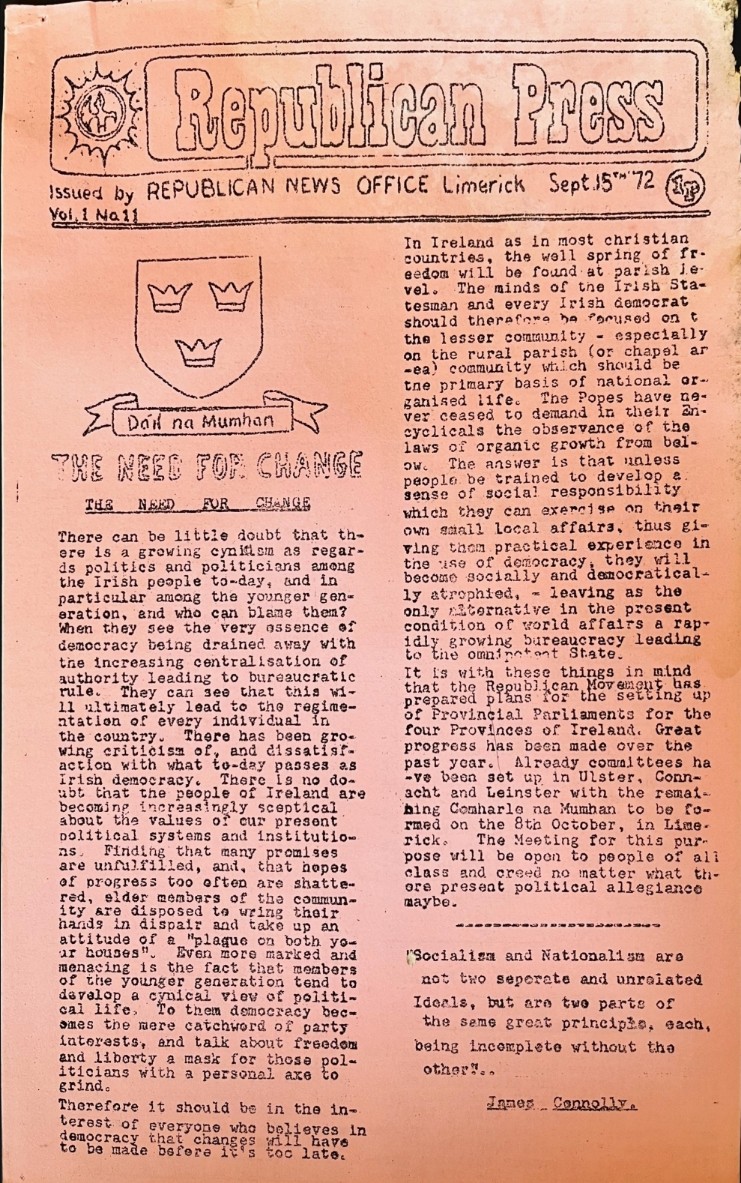 Republican Press
Issued by REPUBLICAN NEWS OFFICE Limerick Sept.15TH '72
Vol.1 No.11
Dáil na Mumhan
THE NEED FOR CHANGE
THE NEED FOR CHANGE
There can be little doubt that th-
ere is a growing cynitism as regar-
ds politics and politicians among
the Irish people to-day, and in
particular among the younger gen-
eration, and who can blame them?
When they see the very essence of
democracy being drained away with
the increasing centralisation of
authority leading to bureaucratic
rule. They can see that this wi-
ll ultimately lead to the regime-
ntation of every individual in
the country. There has been gro-
wing criticism of, and dissatisf-
action with what to-day passes as
Irish democracy. There is no do-
ubt that the people of Ireland are
becoming increasingly sceptical
about the values of our present
political systems and institutio-
ns. Finding that many promises
are unfulfilled, and, that hopes
of progress too often are shatte-
red, elder members of the commun-
ity are disposed to wring their
hands in dispair and take up an
attitude of a "plague on both yo-
ur houses". Even more marked and
menacing is the fact that members
of the younger generation tend to
develop a cynical view of politi-
cal life. To them democracy bec-
omes the mere catchword of party
interests, and talk about freedom
and liberty a mask for those pol-
iticians with a personal axe to
grind.
Therefore it should be in the in-
terest of everyone who believes in
democracy that changes will have
to be made before it's too late.
In Ireland as in most christian
countries, the well spring of fr-
eedom will be found at parish le-
vel. The minds of the Irish Sta-
tesman and every Irish democrat
should therefore be focused on t
the lesser community - especially
on the rural parish (or chapel ar
-ea) community which should be
the primary basis of national or-
ganised life. The Popes have ne-
ver ceased to demand in their En-
cyclicals the observance of the
laws of organic growth from bel-
ow. The answer is that unless
people be trained to develop a
sense of social responsibility
which they can exercise on their
own small local affairs, thus gi-
ving them practical experience in
the use of democracy, they will
become socially and democratical-
ly atrophied, - leaving as the
only alternative in the present
condition of world affairs a rap-
idly growing bureaucracy leading
to the omnipotent State.
It is with these things in mind
that the Republican Movement has
prepared plans for the setting up
of Provincial Parliaments for the
four Provinces of Ireland. Great
progress has been made over the
past year. Already committees ha
-ve been set up in Ulster, Conn-
acht and Leinster with the remai-
hing Comharle na Mumhan to be fo-
rmed on the 8th October, in Lime-
rick. The Meeting for this pur-
pose will be open to people of all
class and creed no matter what th-
ere present political allegiance
maybe.
"Socialism and Nationalism are
not two seperate and unrelated
Ideals, but are two parts of
the same great principle, each,
being incomplete without the
other"..
James Connolly.